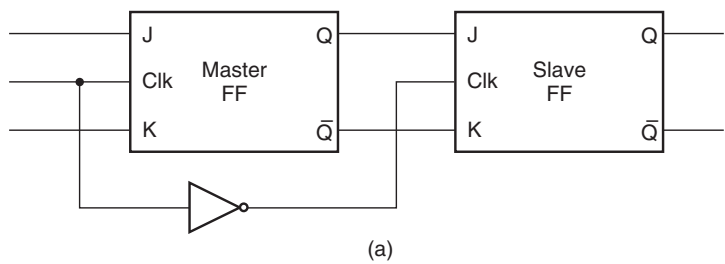 J Q J Q
Clk Master FF Clk Slave FF
K Q̅ K Q̅
(a)